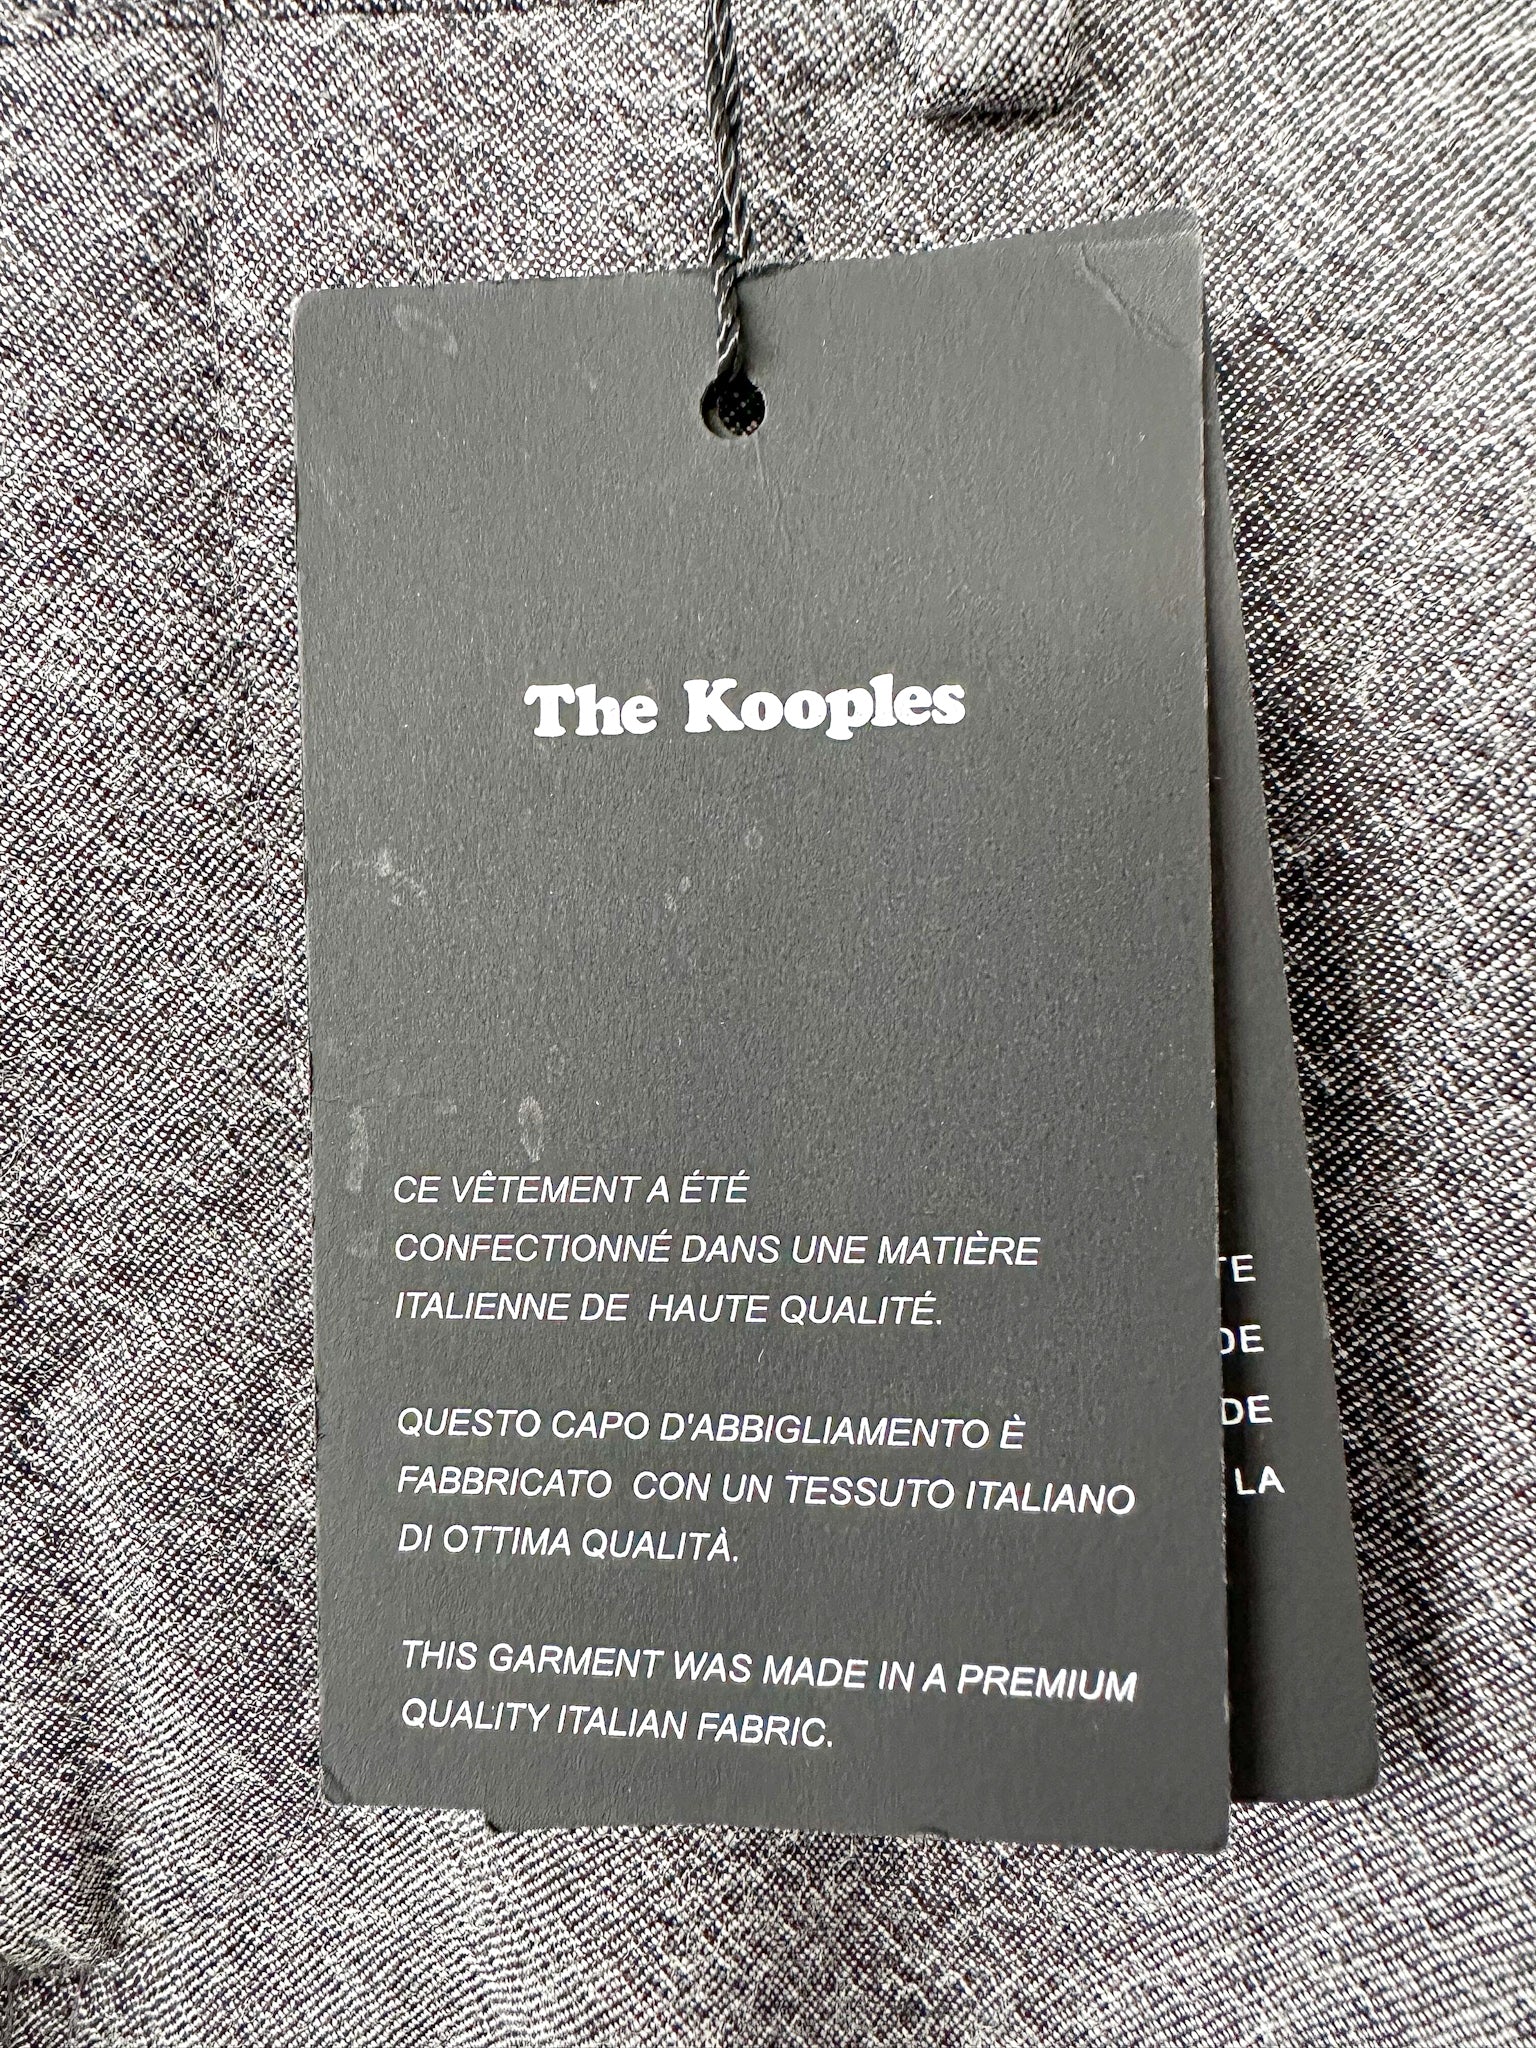 The Kooples
CE VÊTEMENT A ÉTÉ
CONFECTIONNÉ DANS UNE MATIÈRE
ITALIENNE DE HAUTE QUALITÉ.
QUESTO CAPO D'ABBIGLIAMENTO È
FABBRICATO CON UN TESSUTO ITALIANO
DI OTTIMA QUALITÀ.
THIS GARMENT WAS MADE IN A PREMIUM
QUALITY ITALIAN FABRIC.
DE
DE
LA